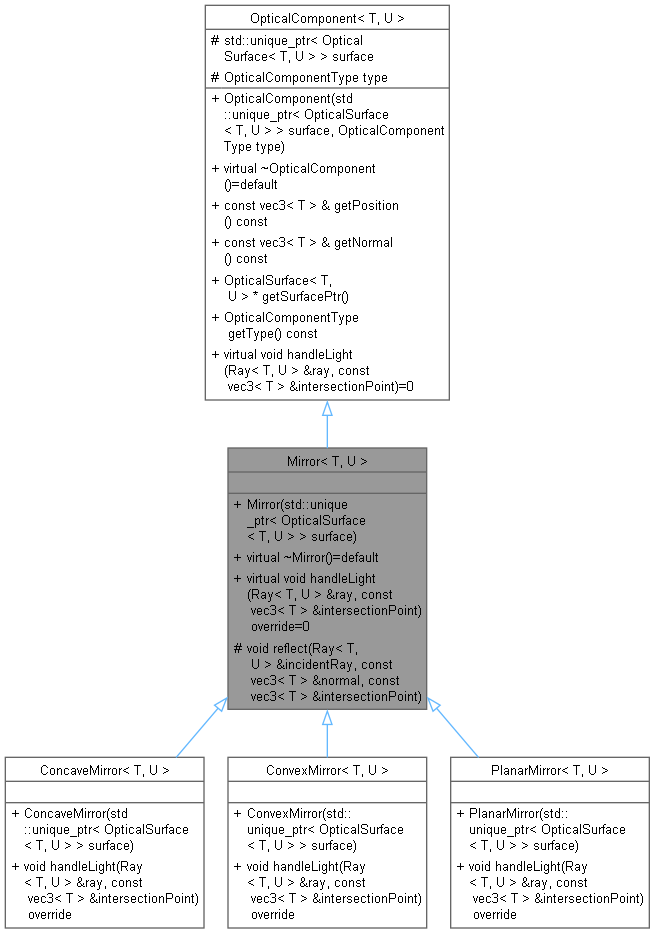 OpticalComponent< T, U >
# std::unique_ptr< Optical
Surface< T, U > > surface
# OpticalComponentType type
+ OpticalComponent(std
::unique_ptr< OpticalSurface
< T, U > > surface, OpticalComponent
Type type)
+ virtual ~OpticalComponent
()=default
+ const vec3< T > & getPosition
() const
+ const vec3< T > & getNormal
() const
+ OpticalSurface< T,
U > * getSurfacePtr()
+ OpticalComponentType
getType() const
+ virtual void handleLight
(Ray< T, U > &ray, const
vec3< T > &intersectionPoint)=0
Mirror< T, U >
+ Mirror(std::unique
_ptr< OpticalSurface
< T, U > > surface)
+ virtual ~Mirror()=default
+ virtual void handleLight
(Ray< T, U > &ray, const
vec3< T > &intersectionPoint)
override=0
# void reflect(Ray< T,
U > &incidentRay, const
vec3< T > &normal, const
vec3< T > &intersectionPoint)
ConcaveMirror< T, U >
+ ConcaveMirror(std
::unique_ptr< OpticalSurface
< T, U > > surface)
+ void handleLight(Ray
< T, U > &ray, const
vec3< T > &intersectionPoint)
override
ConvexMirror< T, U >
+ ConvexMirror(std::
unique_ptr< OpticalSurface
< T, U > > surface)
+ void handleLight(Ray
< T, U > &ray, const
vec3< T > &intersectionPoint)
override
PlanarMirror< T, U >
+ PlanarMirror(std::
unique_ptr< OpticalSurface
< T, U > > surface)
+ void handleLight(Ray
< T, U > &ray, const
vec3< T > &intersectionPoint)
override